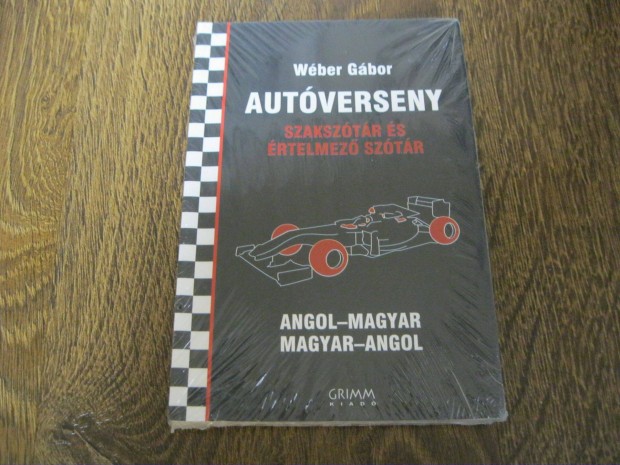 Wéber Gábor
AUTÓVERSENY
SZAKSZÓTÁR ÉS
ÉRTELMEZŐ SZÓTÁR
ANGOL–MAGYAR
MAGYAR–ANGOL
GRIMM
KIADÓ